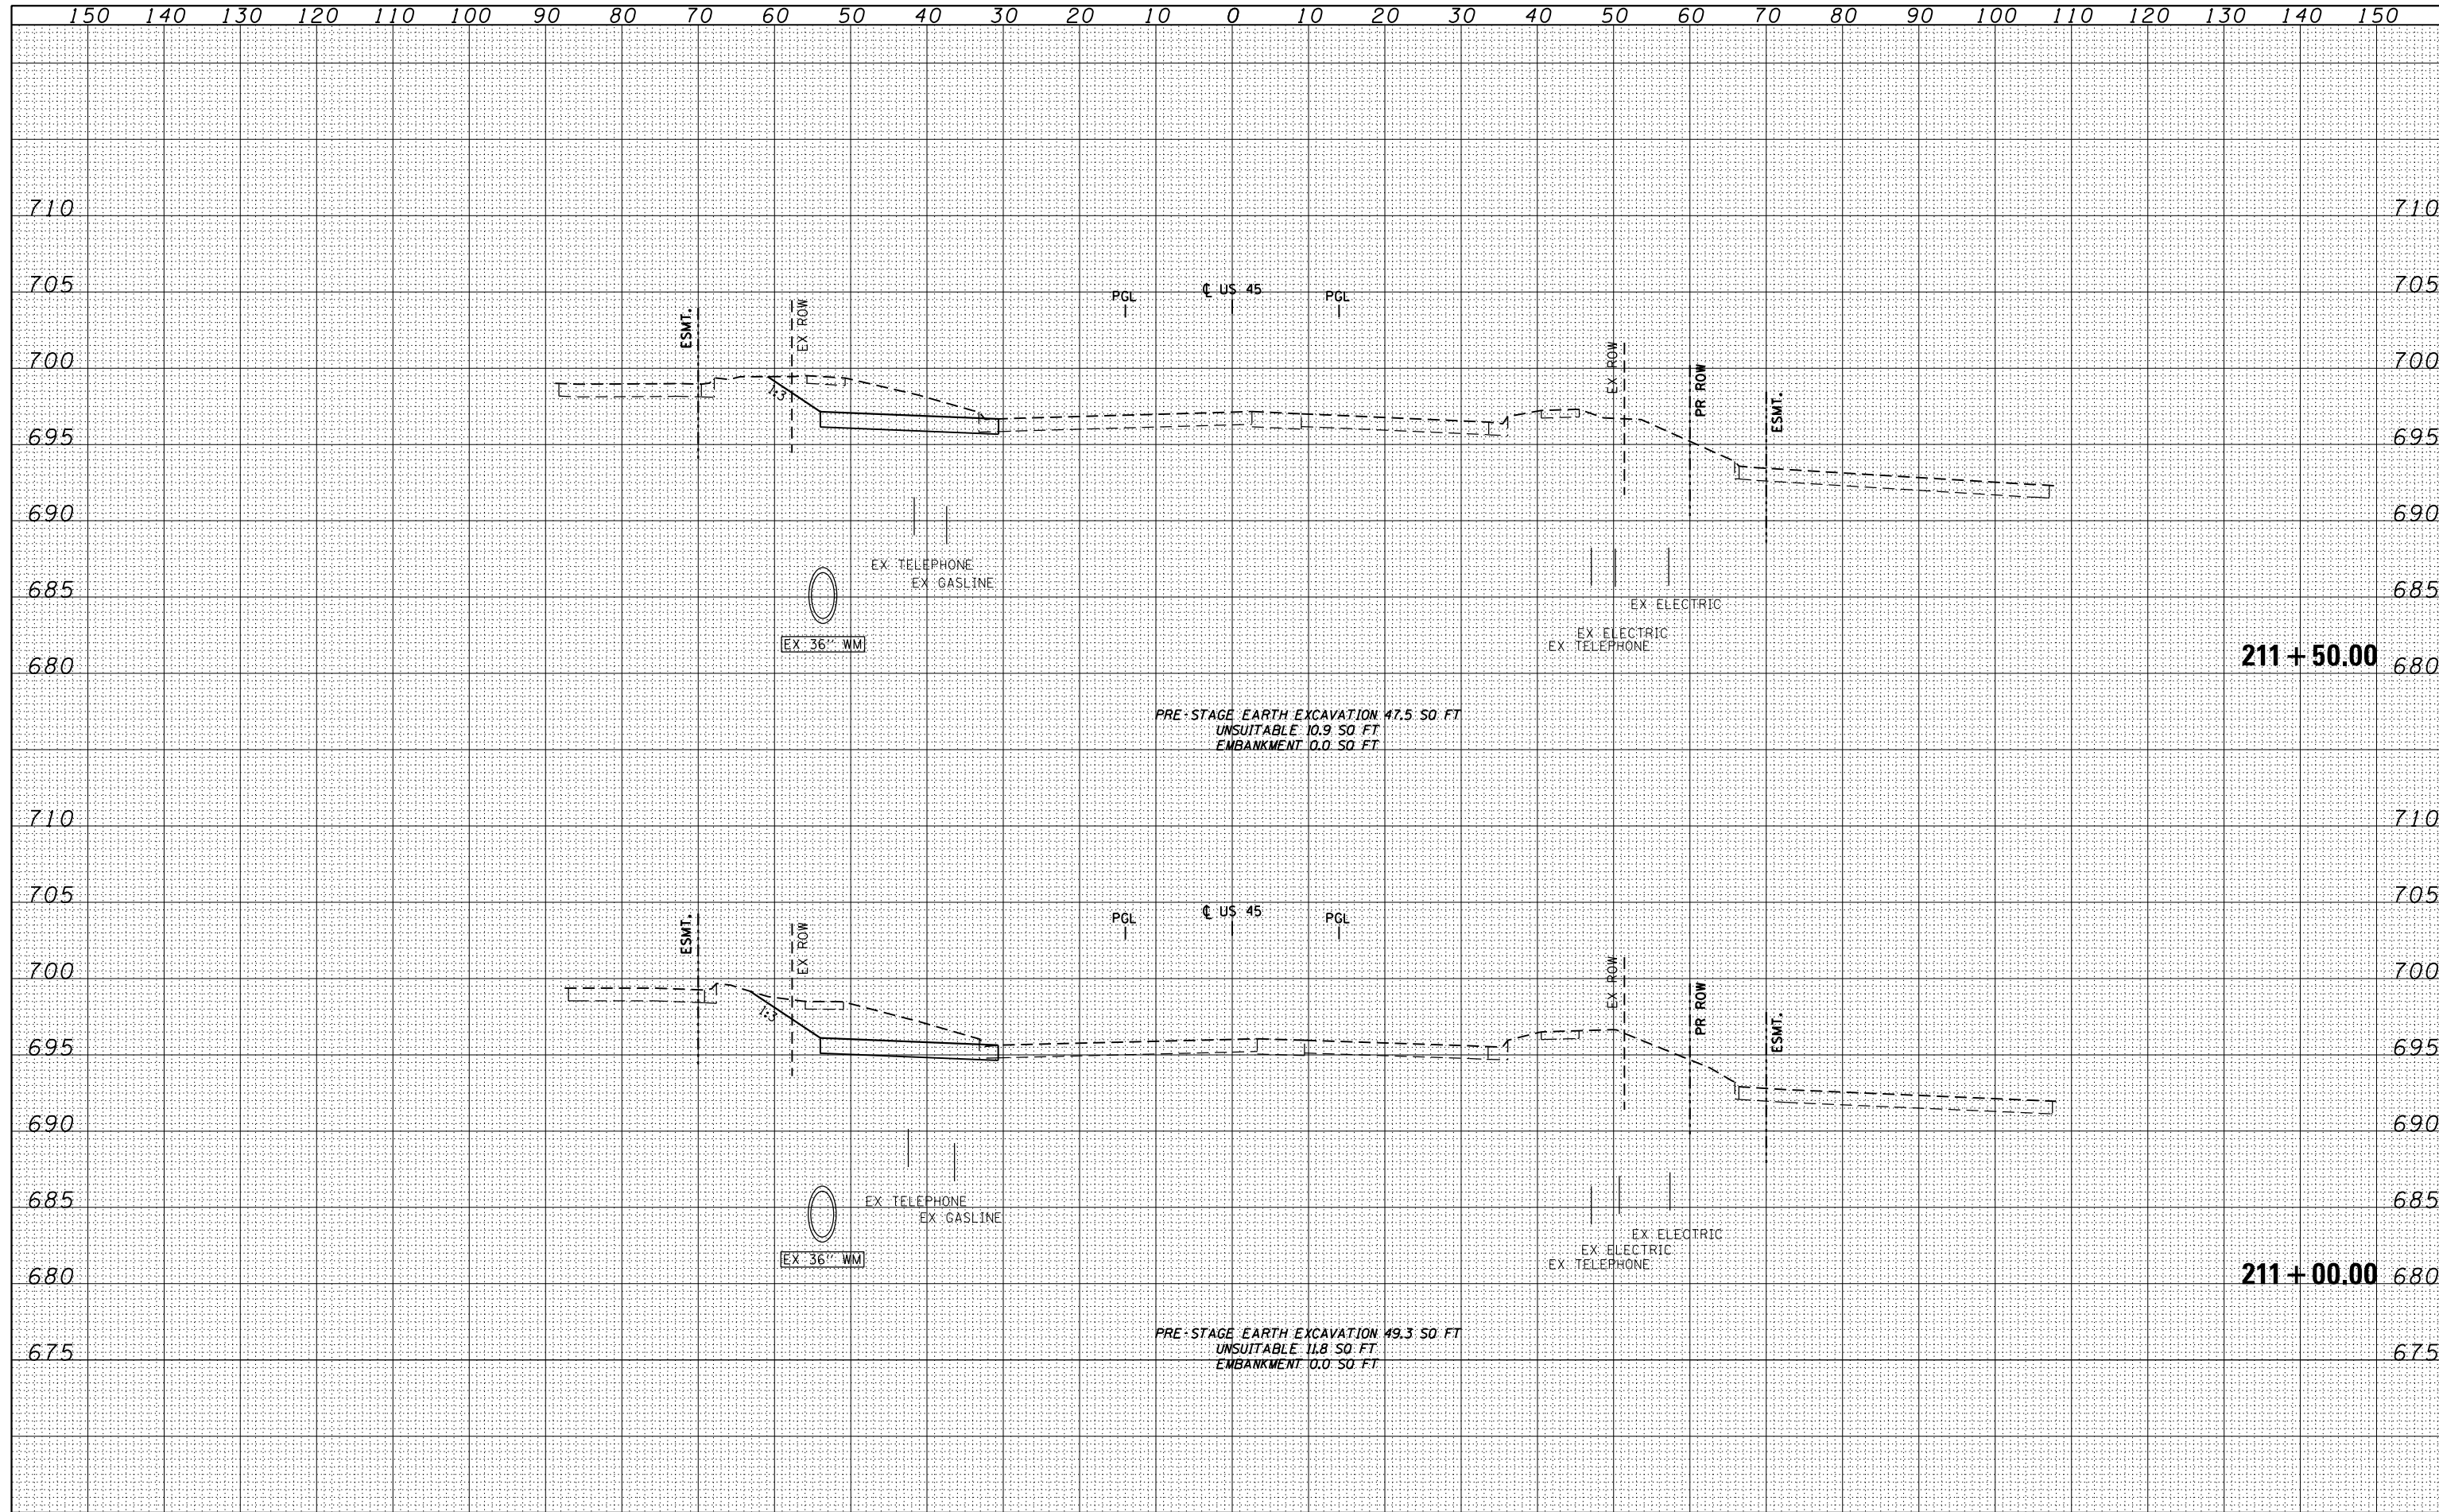 150 140 130 120 110 100 90 80 70 60 50 40 30 20 10 0 10 20 30 40 50 60 70 80 90 100 110 120 130 140 150
710 710
705 705
PGL ℄ US 45 PGL
ESMT.
EX ROW
700 700
EX ROW
PR ROW
ESMT.
1:3
695 695
690 690
EX TELEPHONE
EX GASLINE
685 685
EX ELECTRIC
EX ELECTRIC
EX 36" WM
EX TELEPHONE
211+50.00
680 680
PRE-STAGE EARTH EXCAVATION 47.5 SQ FT
UNSUITABLE 10.9 SQ FT
EMBANKMENT 0.0 SQ FT
710 710
705 705
PGL ℄ US 45 PGL
ESMT.
EX ROW
700 700
EX ROW
PR ROW
ESMT.
1:3
695 695
690 690
EX TELEPHONE
685 685
EX GASLINE
EX ELECTRIC
EX ELECTRIC
EX 36" WM
EX TELEPHONE
211+00.00
680 680
PRE-STAGE EARTH EXCAVATION 49.3 SQ FT
UNSUITABLE 11.8 SQ FT
675 675
EMBANKMENT 0.0 SQ FT